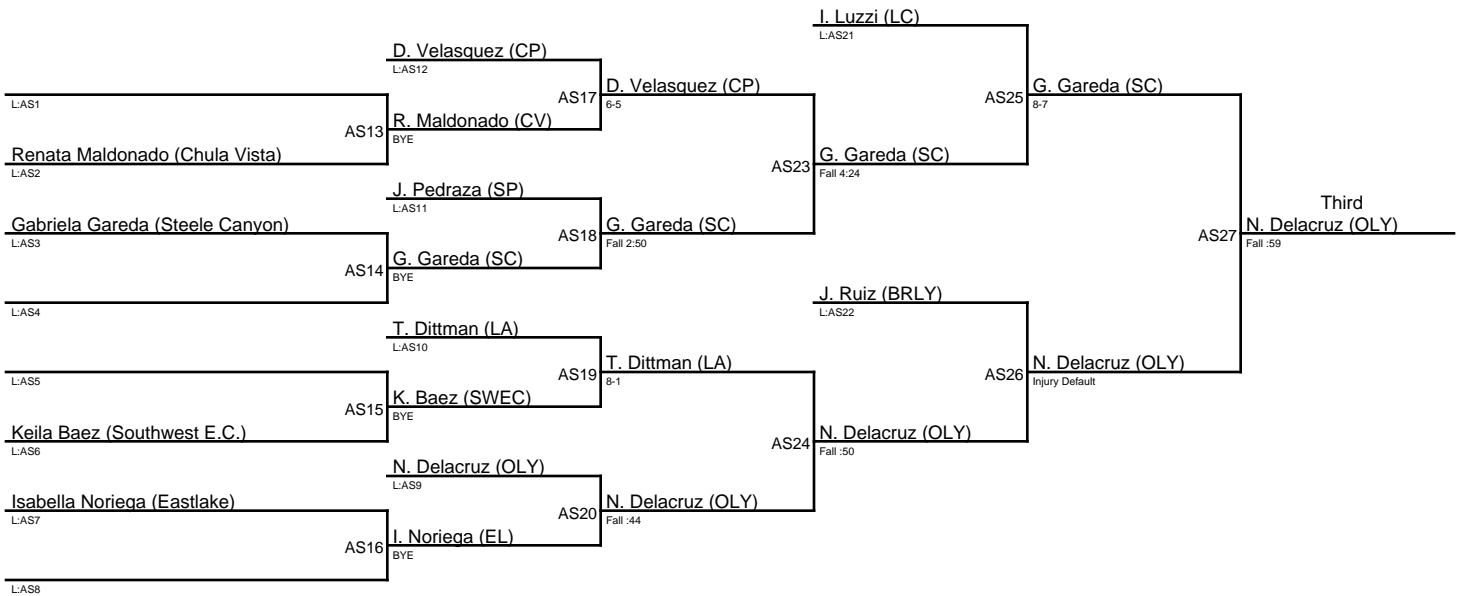 I. Luzzi (LC)
L:AS21
D. Velasquez (CP)
L:AS12
AS17
D. Velasquez (CP)
6-5
AS25
G. Gareda (SC)
8-7
L:AS1
AS13
R. Maldonado (CV)
BYE
Renata Maldonado (Chula Vista)
L:AS2
AS23
G. Gareda (SC)
Fall 4:24
J. Pedraza (SP)
L:AS11
Third
Gabriela Gareda (Steele Canyon)
L:AS3
AS18
G. Gareda (SC)
Fall 2:50
AS27
N. Delacruz (OLY)
Fall :59
AS14
G. Gareda (SC)
BYE
L:AS4
J. Ruiz (BRLY)
L:AS22
T. Dittman (LA)
L:AS10
L:AS5
AS19
T. Dittman (LA)
8-1
AS26
N. Delacruz (OLY)
Injury Default
AS15
K. Baez (SWEC)
BYE
Keila Baez (Southwest E.C.)
L:AS6
AS24
N. Delacruz (OLY)
Fall :50
N. Delacruz (OLY)
L:AS9
Isabella Noriega (Eastlake)
L:AS7
AS20
N. Delacruz (OLY)
Fall :44
AS16
I. Noriega (EL)
BYE
L:AS8